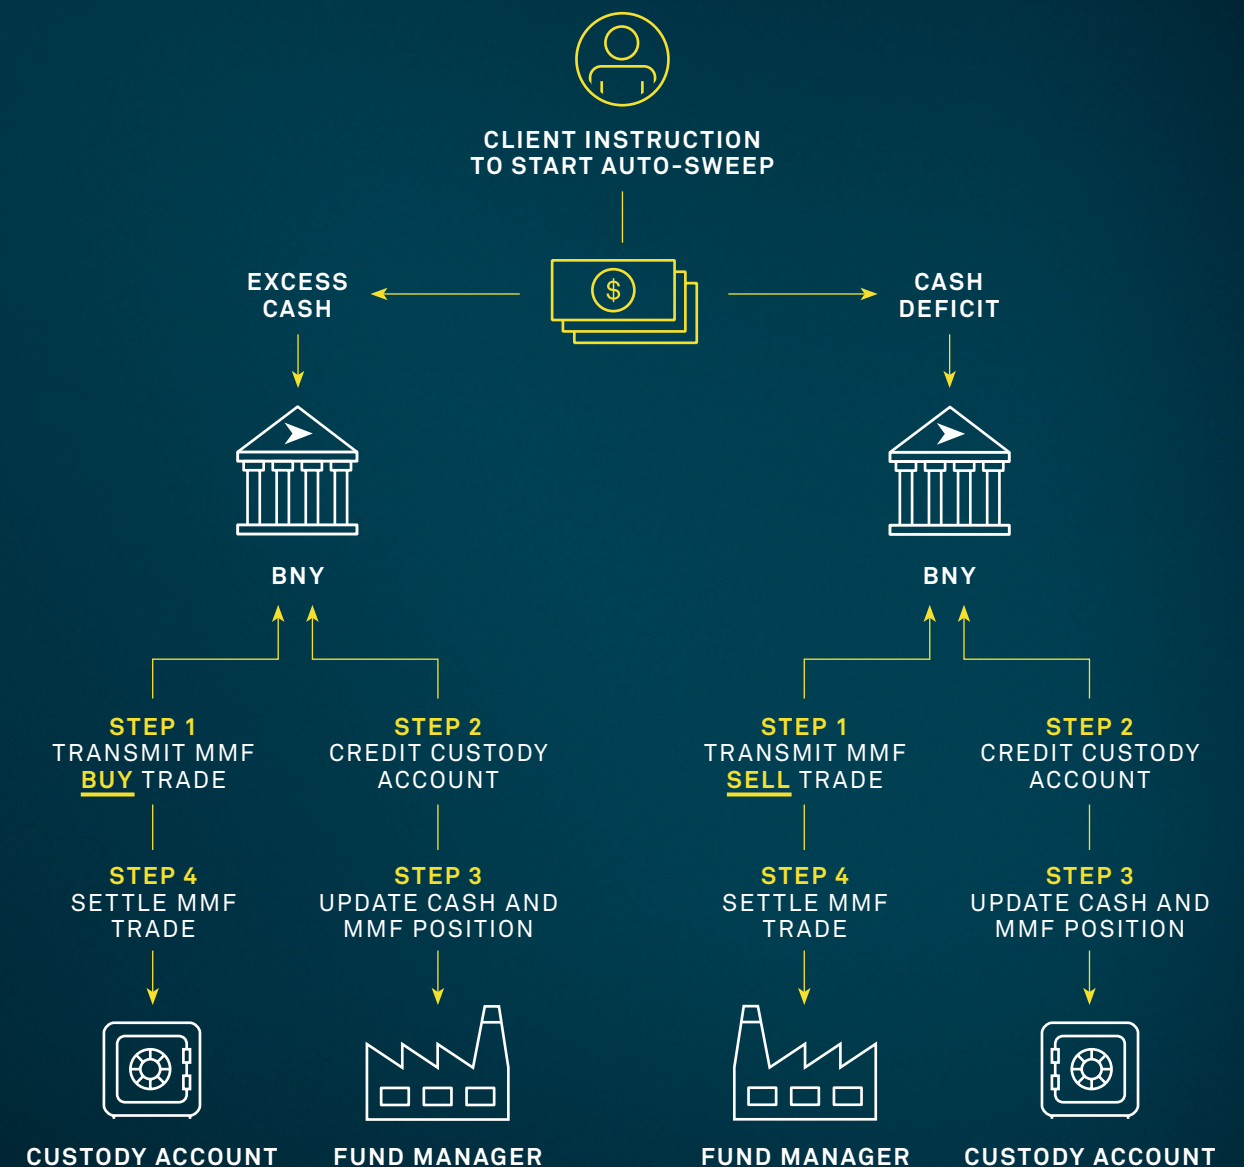 CLIENT INSTRUCTION
TO START AUTO-SWEEP
$
EXCESS
CASH
CASH
DEFICIT
BNY
BNY
STEP 1
TRANSMIT MMF
BUY TRADE
STEP 2
CREDIT CUSTODY
ACCOUNT
STEP 1
TRANSMIT MMF
SELL TRADE
STEP 2
CREDIT CUSTODY
ACCOUNT
STEP 4
SETTLE MMF
TRADE
STEP 3
UPDATE CASH AND
MMF POSITION
STEP 4
SETTLE MMF
TRADE
STEP 3
UPDATE CASH AND
MMF POSITION
CUSTODY ACCOUNT
FUND MANAGER
FUND MANAGER
CUSTODY ACCOUNT